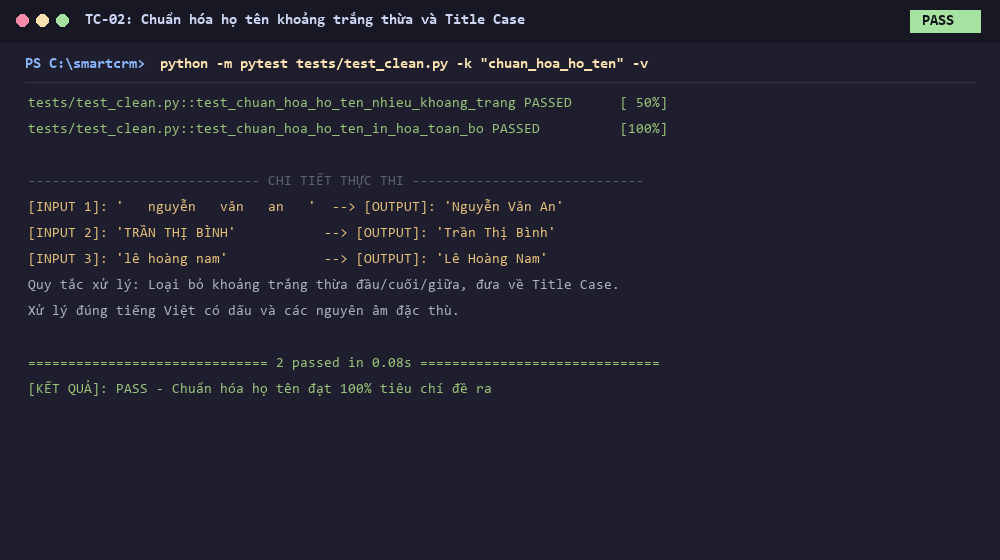 TC-02: Chuẩn hóa họ tên khoảng trắng thừa và Title Case
PASS
PS C:\smartcrm> python -m pytest tests/test_clean.py -k "chuan_hoa_ho_ten" -v
tests/test_clean.py::test_chuan_hoa_ho_ten_nhieu_khoang_trang PASSED      [ 50%]
tests/test_clean.py::test_chuan_hoa_ho_ten_in_hoa_toan_bo PASSED          [100%]
----------------------------- CHI TIẾT THỰC THI -----------------------------
[INPUT 1]: '   nguyễn   văn   an   '  --> [OUTPUT]: 'Nguyễn Văn An'
[INPUT 2]: 'TRẦN THỊ BÌNH'           --> [OUTPUT]: 'Trần Thị Bình'
[INPUT 3]: 'lê hoàng nam'            --> [OUTPUT]: 'Lê Hoàng Nam'
Quy tắc xử lý: Loại bỏ khoảng trắng thừa đầu/cuối/giữa, đưa về Title Case.
Xử lý đúng tiếng Việt có dấu và các nguyên âm đặc thù.
============================== 2 passed in 0.08s ==============================
[KẾT QUẢ]: PASS - Chuẩn hóa họ tên đạt 100% tiêu chí đề ra